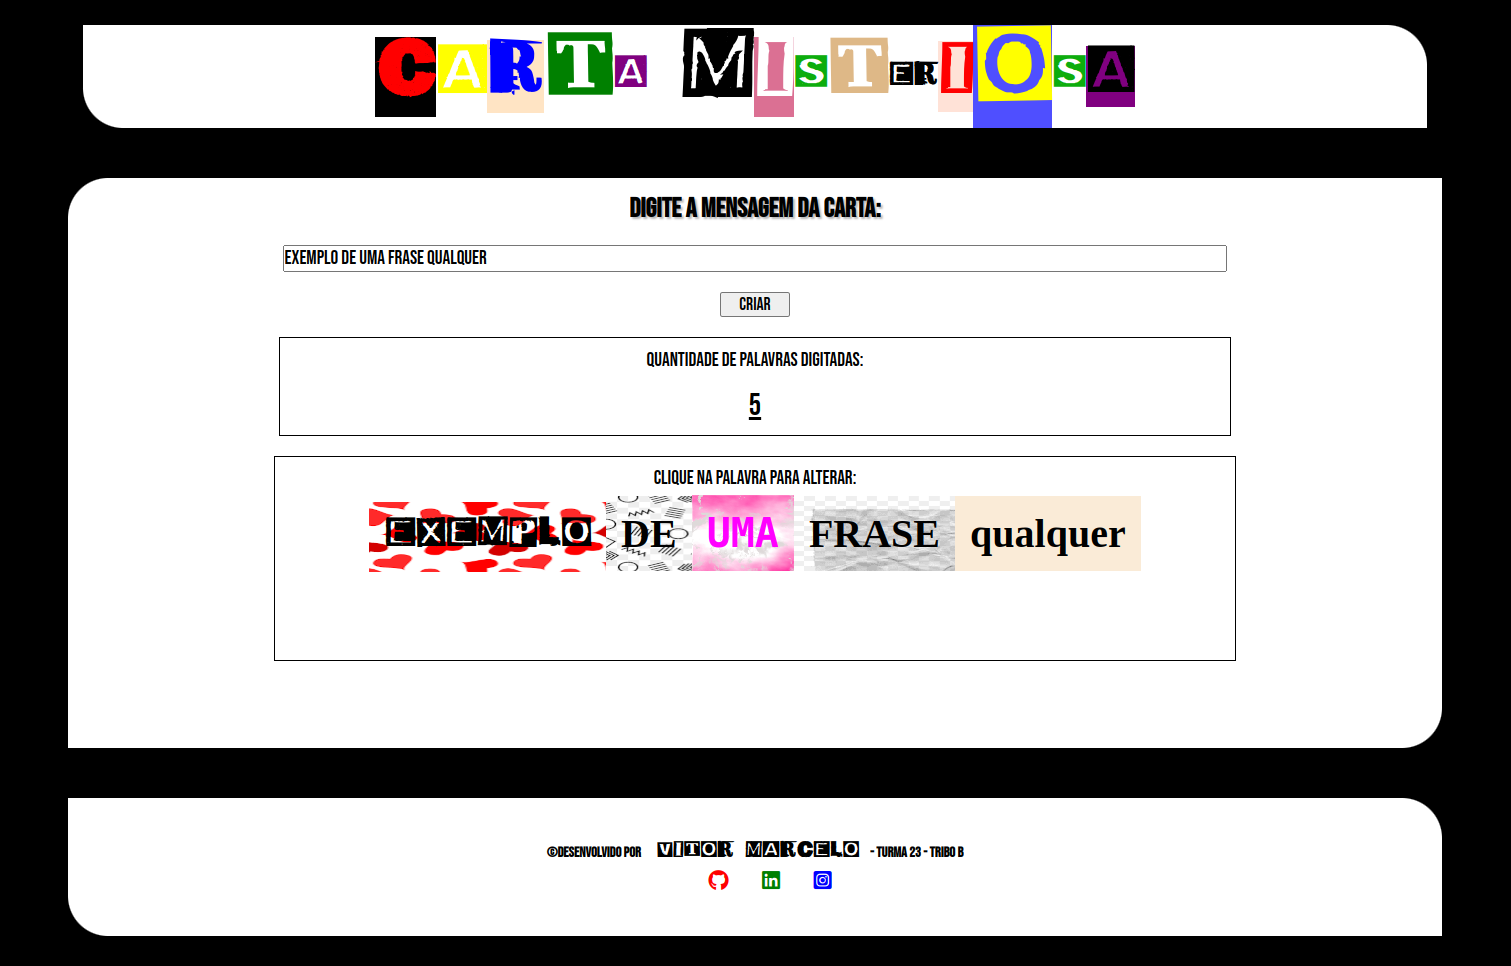 CARTA MISTERIOSA
DIGITE A MENSAGEM DA CARTA:
EXEMPLO DE UMA FRASE QUALQUER
CRIAR
QUANTIDADE DE PALAVRAS DIGITADAS:
5
CLIQUE NA PALAVRA PARA ALTERAR:
EXEMPLO DE UMA FRASE qualquer
©DESENVOLVIDO POR VITOR MARCELO - TURMA 23 - TRIBO B
in